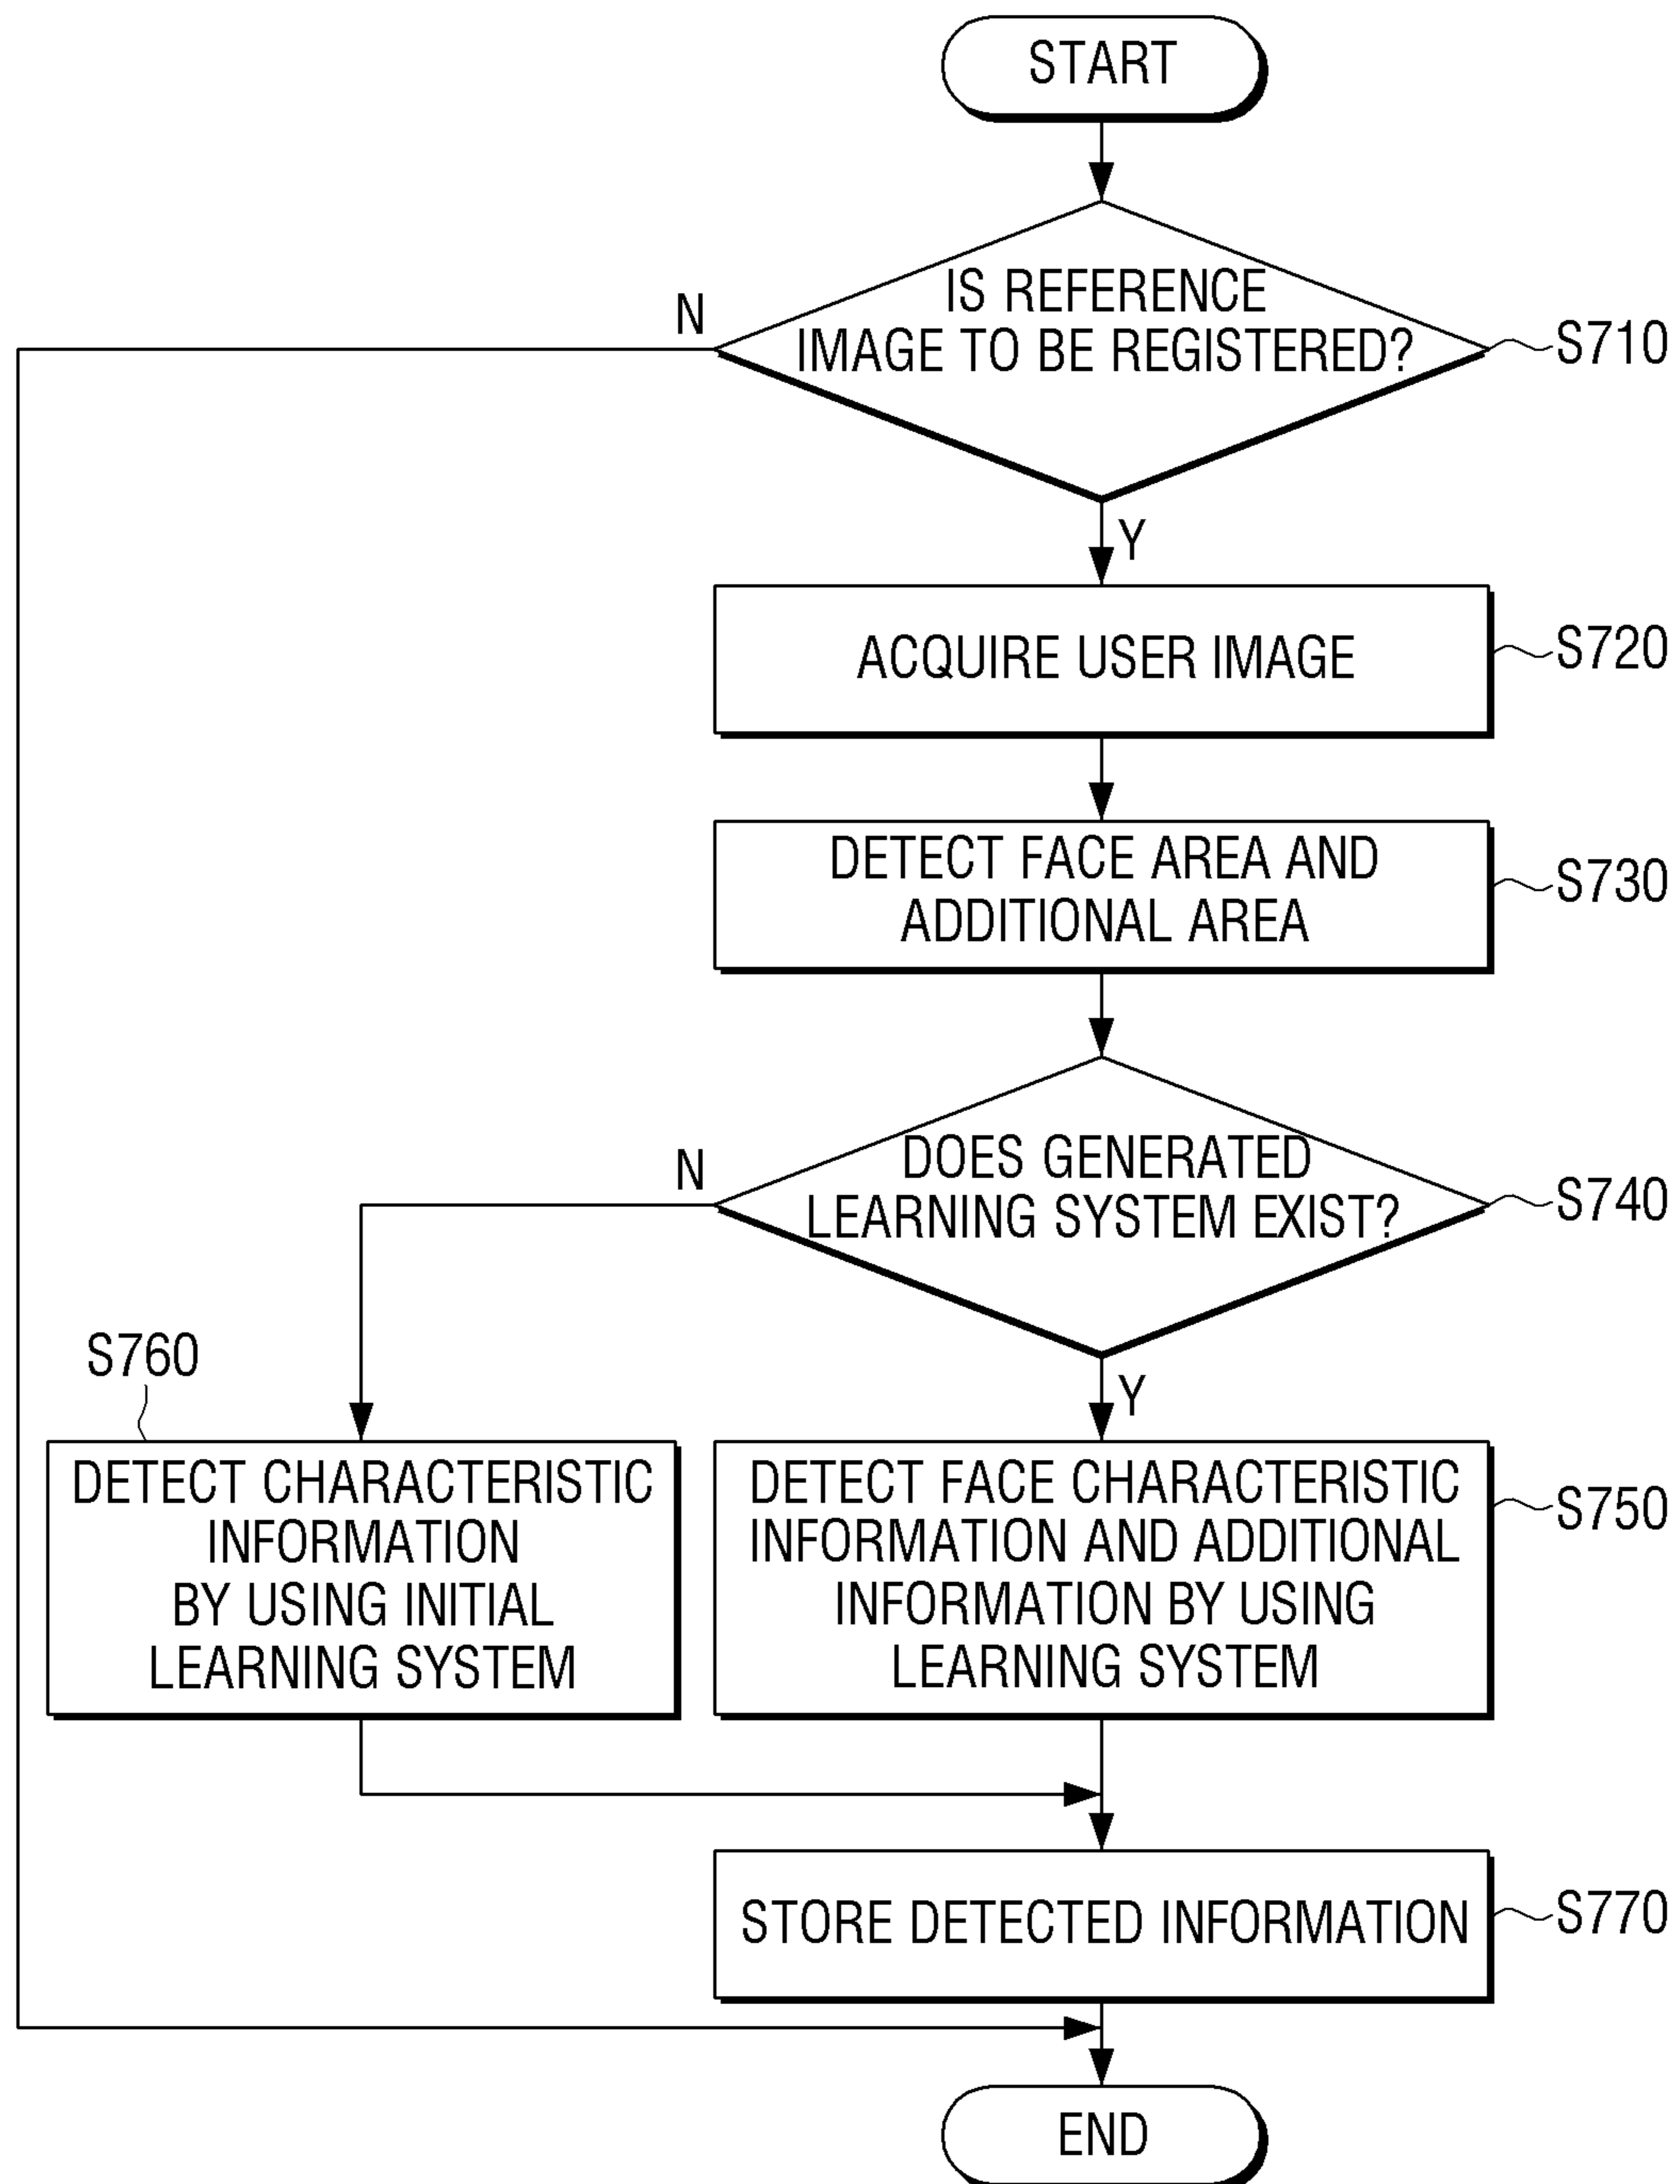 START
IS REFERENCE
IMAGE TO BE REGISTERED?
S710
N
Y
ACQUIRE USER IMAGE
S720
DETECT FACE AREA AND
ADDITIONAL AREA
S730
DOES GENERATED
LEARNING SYSTEM EXIST?
S740
N
Y
S760
DETECT CHARACTERISTIC
INFORMATION
BY USING INITIAL
LEARNING SYSTEM
DETECT FACE CHARACTERISTIC
INFORMATION AND ADDITIONAL
INFORMATION BY USING
LEARNING SYSTEM
S750
STORE DETECTED INFORMATION
S770
END